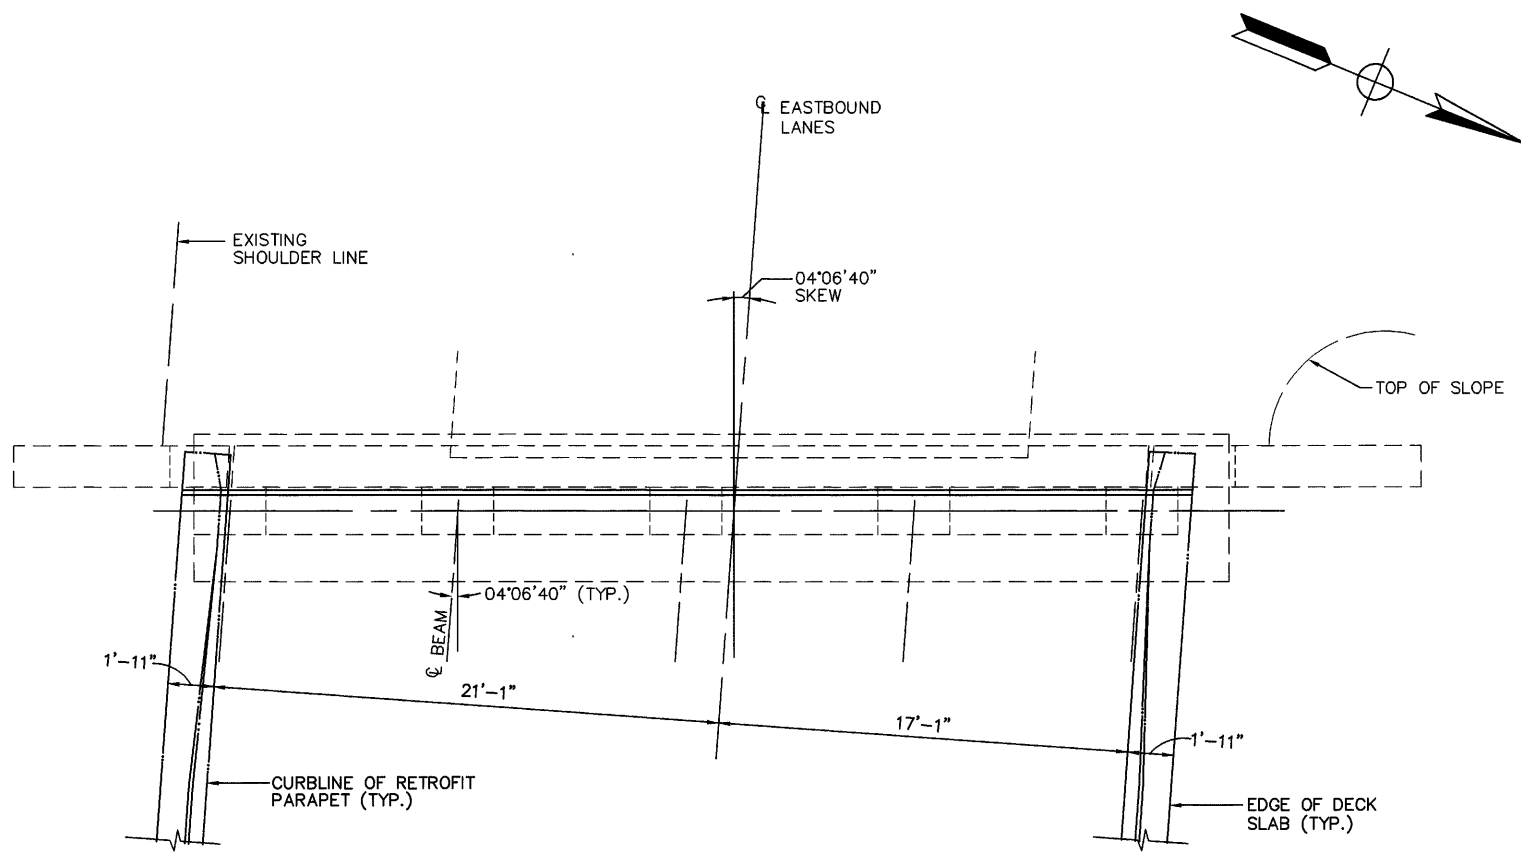 ℄ EASTBOUND
LANES
EXISTING
SHOULDER LINE
04°06'40"
SKEW
TOP OF SLOPE
04°06'40" (TYP.)
℄ BEAM
1'-11"
21'-1"
17'-1"
1'-11"
CURBLINE OF RETROFIT
PARAPET (TYP.)
EDGE OF DECK
SLAB (TYP.)